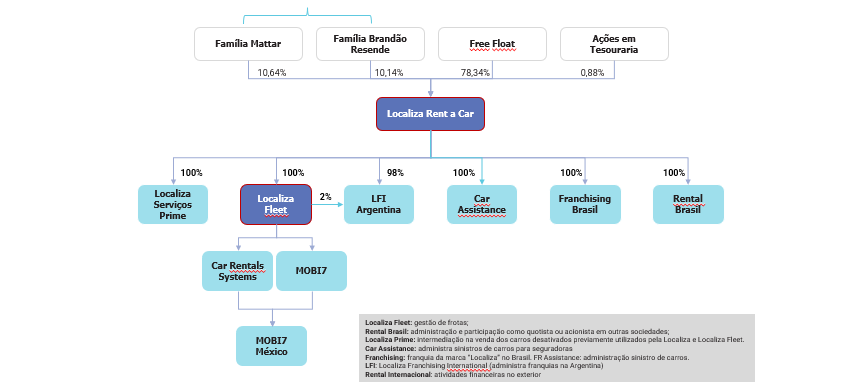 Família Mattar
Família Brandão
Resende
Free Float
Ações em
Tesouraria
10,64%
10,14%
78,34%
0,88%
Localiza Rent a Car
100%
100%
98%
100%
100%
100%
Localiza
Serviços
Prime
Localiza
Fleet
2%
LFI
Argentina
Car
Assistance
Franchising
Brasil
Rental
Brasil
Car Rentals
Systems
MOBI7
MOBI7
México
Localiza Fleet: gestão de frotas;
Rental Brasil: administração e participação como quotista ou acionista em outras sociedades;
Localiza Prime: intermediação na venda dos carros desativados previamente utilizados pela Localiza e Localiza Fleet.
Car Assistance: administra sinistros de carros para seguradoras
Franchising: franquia da marca "Localiza" no Brasil. FR Assistance: administração sinistro de carros.
LFI: Localiza Franchising International (administra franquias na Argentina)
Rental Internacional: atividades financeiras no exterior